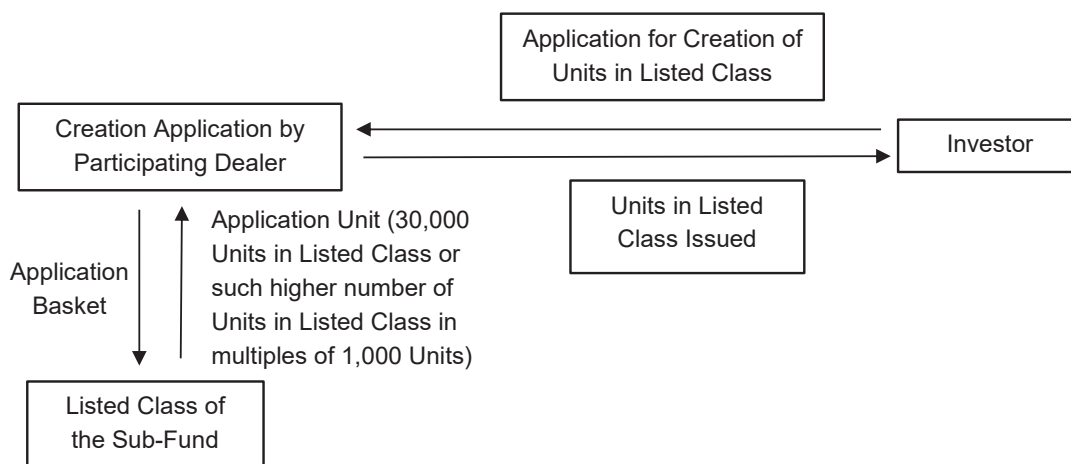 Application for Creation of
Units in Listed Class
Creation Application by
Participating Dealer
Investor
Units in Listed
Class Issued
Application Unit (30,000
Units in Listed Class or
such higher number of
Units in Listed Class in
multiples of 1,000 Units)
Application
Basket
Listed Class of
the Sub-Fund